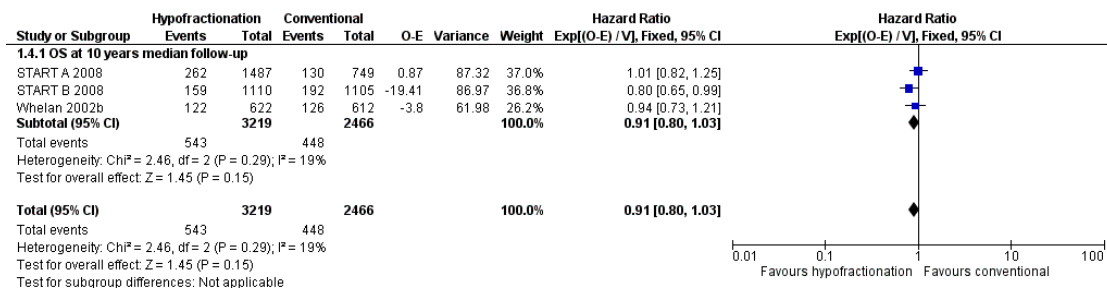 Hypofractionation Conventional Hazard Ratio Hazard Ratio
Study or Subgroup Events Total Events Total O-E Variance Weight Exp[(O-E) / V], Fixed, 95% CI Exp[(O-E) / V], Fixed, 95% CI
1.4.1 OS at 10 years median follow-up
START A 2008 262 1487 130 749 0.87 87.32 37.0% 1.01 [0.82, 1.25]
START B 2008 159 1110 192 1105 -19.41 86.97 36.8% 0.80 [0.65, 0.99]
Whelan 2002b 122 622 126 612 -3.8 61.98 26.2% 0.94 [0.73, 1.21]
Subtotal (95% CI) 3219 2466 100.0% 0.91 [0.80, 1.03]
Total events 543 448
Heterogeneity: Chi² = 2.46, df = 2 (P = 0.29); I² = 19%
Test for overall effect: Z = 1.45 (P = 0.15)
Total (95% CI) 3219 2466 100.0% 0.91 [0.80, 1.03]
Total events 543 448
Heterogeneity: Chi² = 2.46, df = 2 (P = 0.29); I² = 19%
Test for overall effect: Z = 1.45 (P = 0.15)
Test for subgroup differences: Not applicable
0.01 0.1 1 10 100
Favours hypofractionation Favours conventional